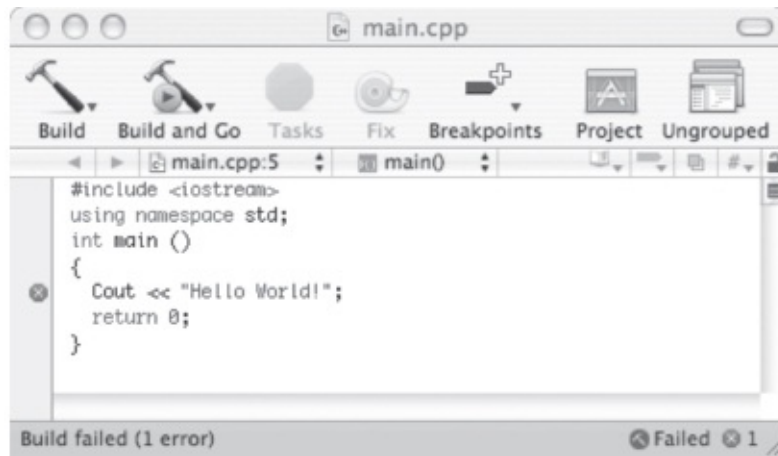 main.cpp
Build Build and Go Tasks Fix Breakpoints Project Ungrouped
main.cpp:5 main() #
#include <iostream>
using namespace std;
int main ()
{
Cout << "Hello World!";
return 0;
}
Build failed (1 error) Failed 1